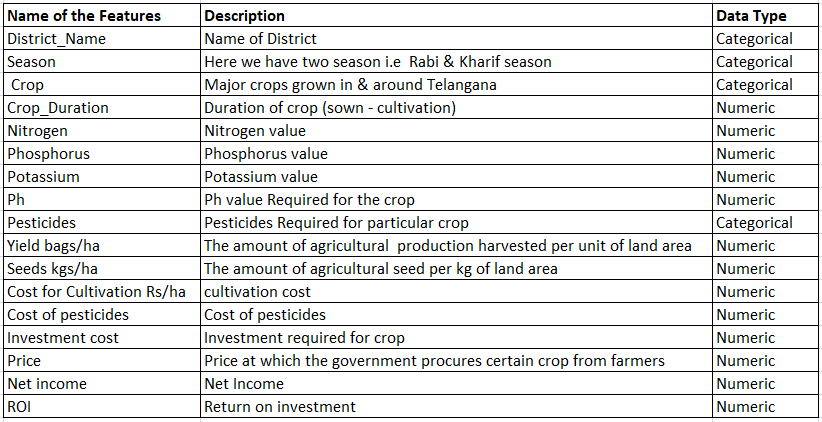 Name of the Features Description Data Type
District_Name Name of District Categorical
Season Here we have two season i.e Rabi & Kharif season Categorical
Crop Major crops grown in & around Telangana Categorical
Crop_Duration Duration of crop (sown - cultivation) Numeric
Nitrogen Nitrogen value Numeric
Phosphorus Phosphorus value Numeric
Potassium Potassium value Numeric
Ph Ph value Required for the crop Numeric
Pesticides Pesticides Required for particular crop Categorical
Yield bags/ha The amount of agricultural production harvested per unit of land area Numeric
Seeds kgs/ha The amount of agricultural seed per kg of land area Numeric
Cost for Cultivation Rs/ha cultivation cost Numeric
Cost of pesticides Cost of pesticides Numeric
Investment cost Investment required for crop Numeric
Price Price at which the government procures certain crop from farmers Numeric
Net income Net Income Numeric
ROI Return on investment Numeric